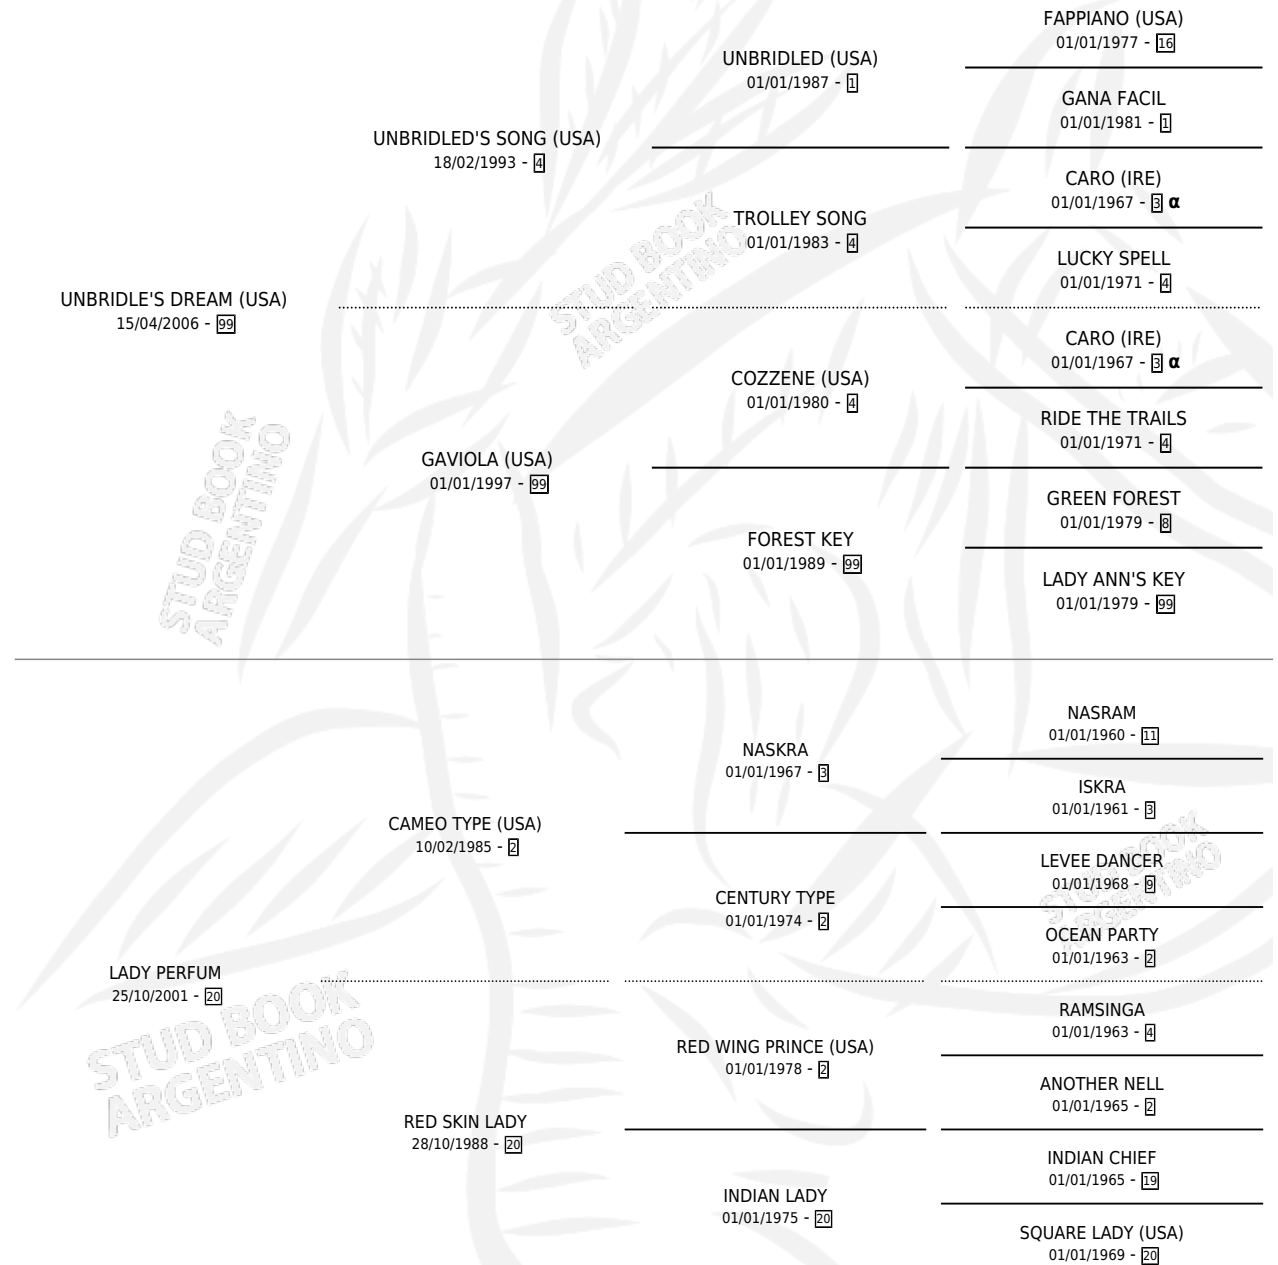 FAPPIANO (USA)
01/01/1977 - 16
UNBRIDLED (USA)
01/01/1987 - 1
GANA FACIL
01/01/1981 - 1
UNBRIDLED'S SONG (USA)
18/02/1993 - 4
CARO (IRE)
01/01/1967 - 3 α
TROLLEY SONG
01/01/1983 - 4
LUCKY SPELL
01/01/1971 - 4
UNBRIDLE'S DREAM (USA)
15/04/2006 - 99
STUD BOOK
ARGENTINO
CARO (IRE)
01/01/1967 - 3 α
COZZENE (USA)
01/01/1980 - 4
RIDE THE TRAILS
01/01/1971 - 4
GAVIOLA (USA)
01/01/1997 - 99
GREEN FOREST
01/01/1979 - 8
FOREST KEY
01/01/1989 - 99
LADY ANN'S KEY
01/01/1979 - 99
STUD BOOK
ARGENTINO
NASRAM
01/01/1960 - 11
NASKRA
01/01/1967 - 3
ISKRA
01/01/1961 - 3
CAMEO TYPE (USA)
10/02/1985 - 2
LEVEE DANCER
01/01/1968 - 9
CENTURY TYPE
01/01/1974 - 2
OCEAN PARTY
01/01/1963 - 2
STUD BOOK
ARGENTINO
LADY PERFUM
25/10/2001 - 20
STUD BOOK
ARGENTINO
RAMSINGA
01/01/1963 - 4
RED WING PRINCE (USA)
01/01/1978 - 2
ANOTHER NELL
01/01/1965 - 2
RED SKIN LADY
28/10/1988 - 20
INDIAN CHIEF
01/01/1965 - 19
INDIAN LADY
01/01/1975 - 20
SQUARE LADY (USA)
01/01/1969 - 20